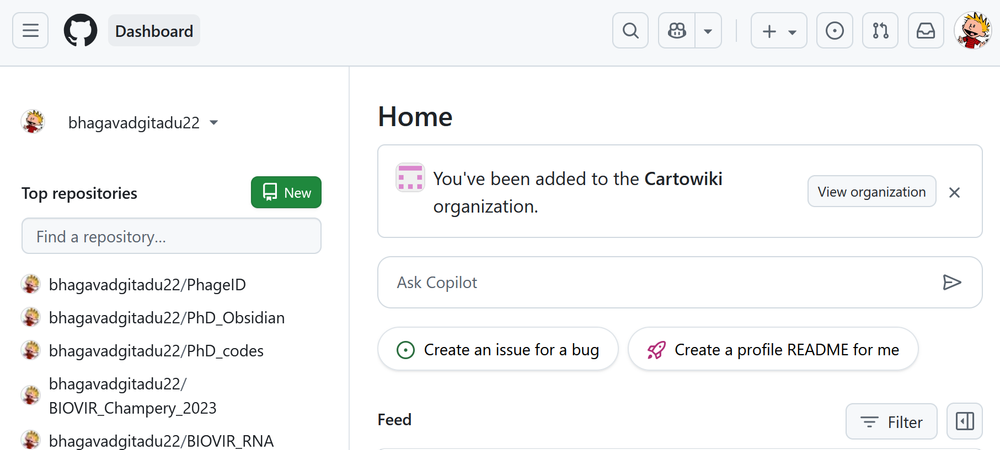 Dashboard
bhagavadgitadu22
Top repositories
New
Find a repository...
bhagavadgitadu22/PhageID
bhagavadgitadu22/PhD_Obsidian
bhagavadgitadu22/PhD_codes
bhagavadgitadu22/
BIOVIR_Champery_2023
bhagavadgitadu22/BIOVIR_RNA
Home
You've been added to the Cartowiki
organization.
View organization
Ask Copilot
Create an issue for a bug
Create a profile README for me
Feed
Filter